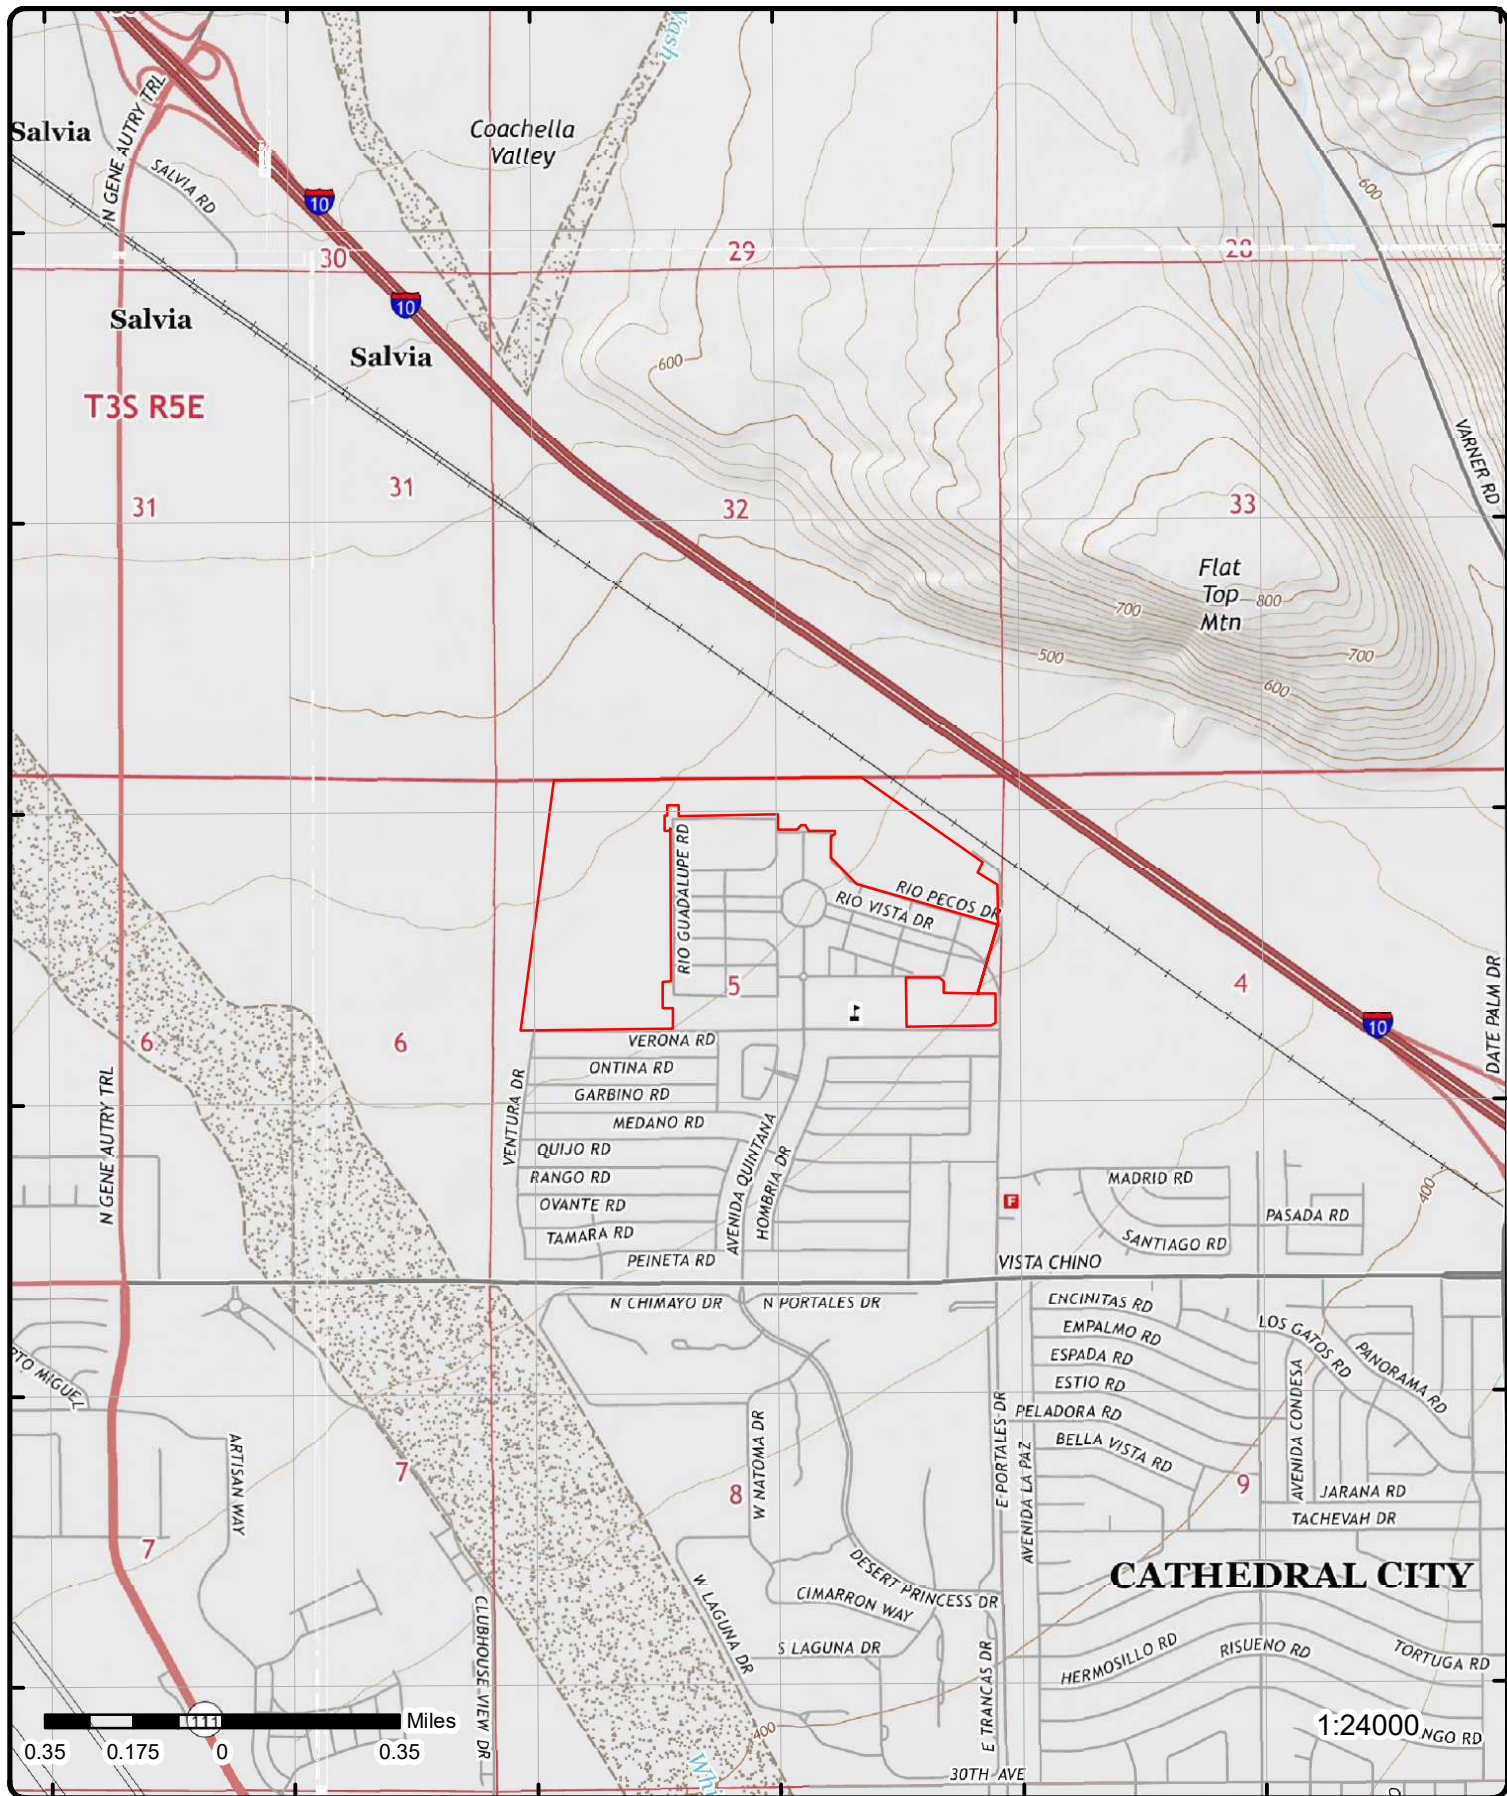 Wash
Salvia
N GENE AUTRY TRL
SALVIA RD
Coachella
Valley
10
600
30
29
28
10
Salvia
Salvia
600
T3S R5E
VARNER RD
31
31
32
33
Flat
Top
Mtn
800
700
500
700
600
RIO GUADALUPE RD
RIO PECOS DR
RIO VISTA DR
5
4
DATE PALM DR
10
6
6
VERONA RD
ONTINA RD
GARBINO RD
MEDANO RD
QUIJO RD
RANGO RD
OVANTE RD
TAMARA RD
PEINETA RD
VENTURA DR
N GENE AUTRY TRL
AVENIDA QUINTANA
HOMBRIA DR
F
MADRID RD
PASADA RD
SANTIAGO RD
400
VISTA CHINO
N CHIMAYO DR
N PORTALES DR
ENCINITAS RD
EMPALMO RD
ESPADA RD
ESTIO RD
PELADORA RD
BELLA VISTA RD
LOS GATOS RD
PANORAMA RD
AVENIDA CONDESA
PTO MIGUEL
ARTISAN WAY
7
8
9
W NATOMA DR
E PORTALES DR
AVENIDA LA PAZ
JARANA RD
TACHEVAH DR
7
CATHEDRAL CITY
DESERT PRINCESS DR
CIMARRON WAY
W LAGUNA DR
S LAGUNA DR
CLUBHOUSE VIEW DR
E TRANCAS DR
HERMOSILLO RD
RISUENO RD
TORTUGA RD
111
Miles
0.35
0.175
0
0.35
400
Whi
1:24000
NGO RD
30TH AVE